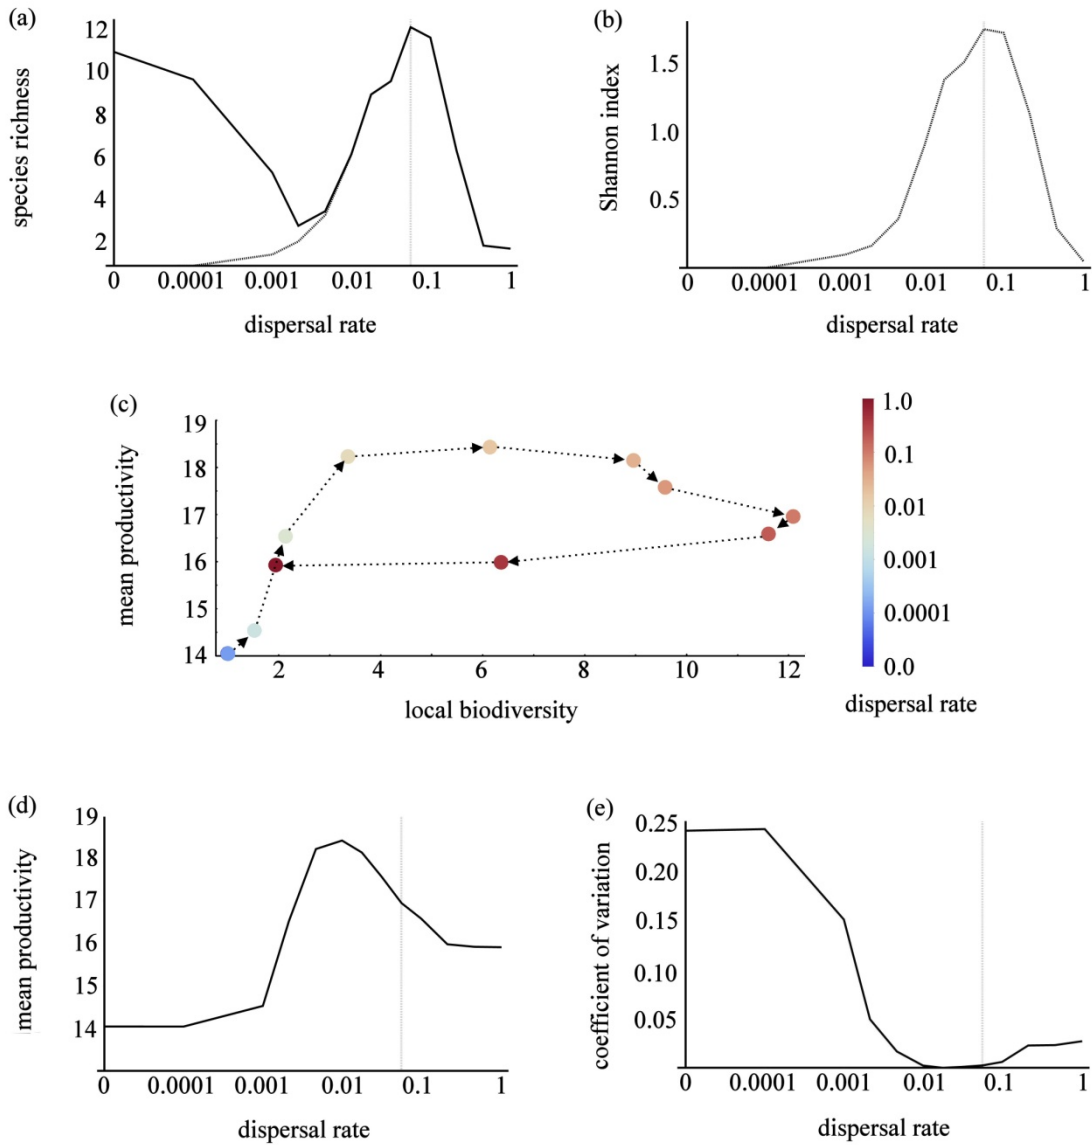 (a)
species richness
12
10
8
6
4
2
0 0.0001 0.001 0.01 0.1 1
dispersal rate
(b)
Shannon index
1.5
1.0
0.5
0 0.0001 0.001 0.01 0.1 1
dispersal rate
(c)
mean productivity
19
18
17
16
15
14
2 4 6 8 10 12
local biodiversity
1.0
0.1
0.01
0.001
0.0001
0.0
dispersal rate
(d)
mean productivity
19
18
17
16
15
14
0 0.0001 0.001 0.01 0.1 1
dispersal rate
(e)
coefficient of variation
0.25
0.20
0.15
0.10
0.05
0 0.0001 0.001 0.01 0.1 1
dispersal rate